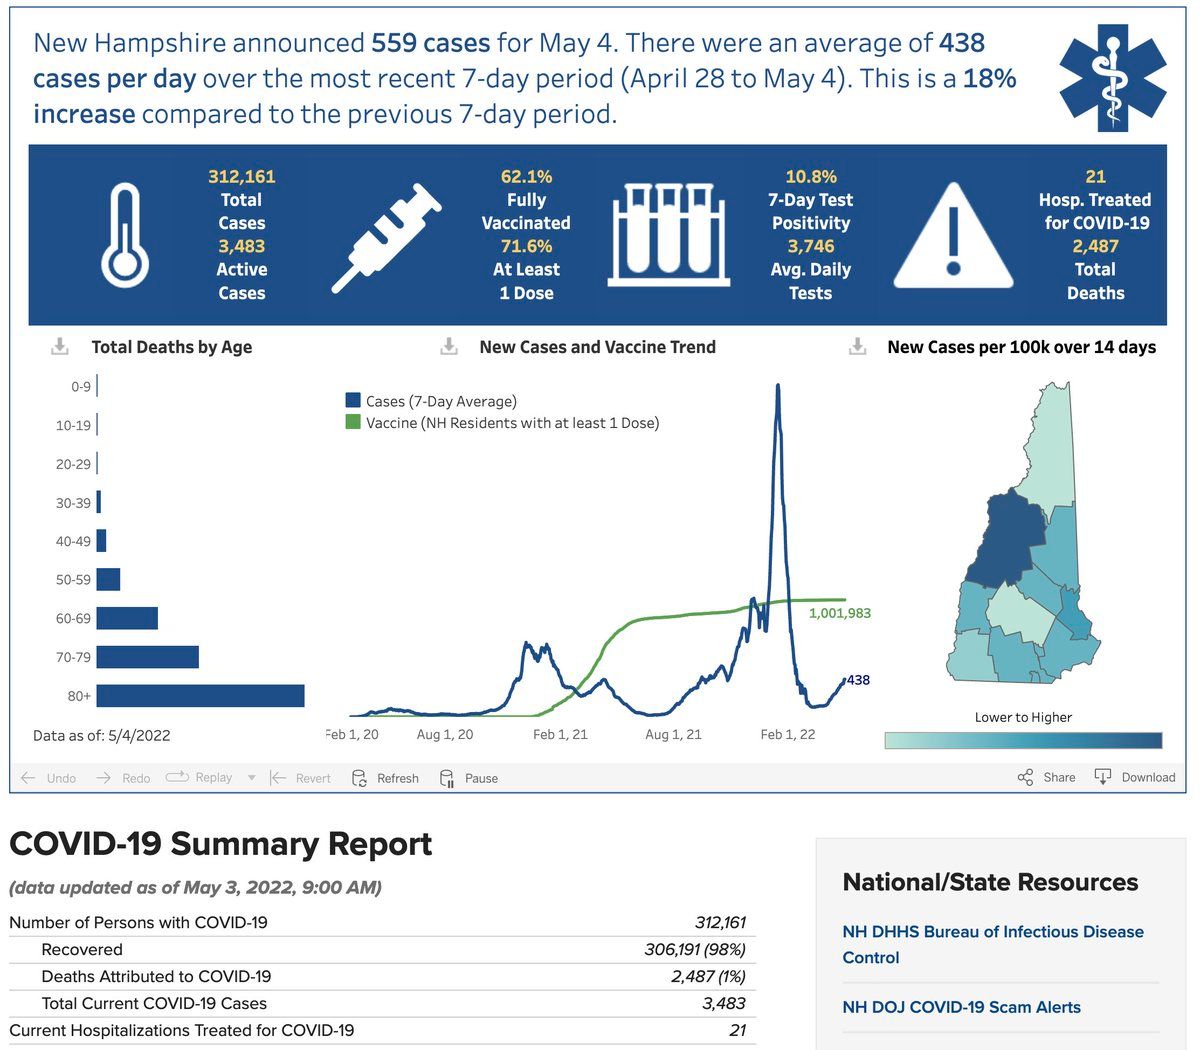 New Hampshire announced 559 cases for May 4. There were an average of 438
cases per day over the most recent 7-day period (April 28 to May 4). This is a 18%
increase compared to the previous 7-day period.
312,161
Total
Cases
3,483
Active
Cases
62.1%
Fully
Vaccinated
71.6%
At Least
1 Dose
10.8%
7-Day Test
Positivity
3,746
Avg. Daily
Tests
21
Hosp. Treated
for COVID-19
2,487
Total
Deaths
Total Deaths by Age
0-9
10-19
20-29
30-39
40-49
50-59
60-69
70-79
80+
Data as of: 5/4/2022
New Cases and Vaccine Trend
Cases (7-Day Average)
Vaccine (NH Residents with at least 1 Dose)
1,001,983
438
Feb 1, 20 Aug 1, 20 Feb 1, 21 Aug 1, 21 Feb 1, 22
New Cases per 100k over 14 days
Lower to Higher
Undo Redo Replay Revert Refresh Pause Share Download
COVID-19 Summary Report
(data updated as of May 3, 2022, 9:00 AM)
Number of Persons with COVID-19 312,161
Recovered 306,191 (98%)
Deaths Attributed to COVID-19 2,487 (1%)
Total Current COVID-19 Cases 3,483
Current Hospitalizations Treated for COVID-19 21
National/State Resources
NH DHHS Bureau of Infectious Disease
Control
NH DOJ COVID-19 Scam Alerts